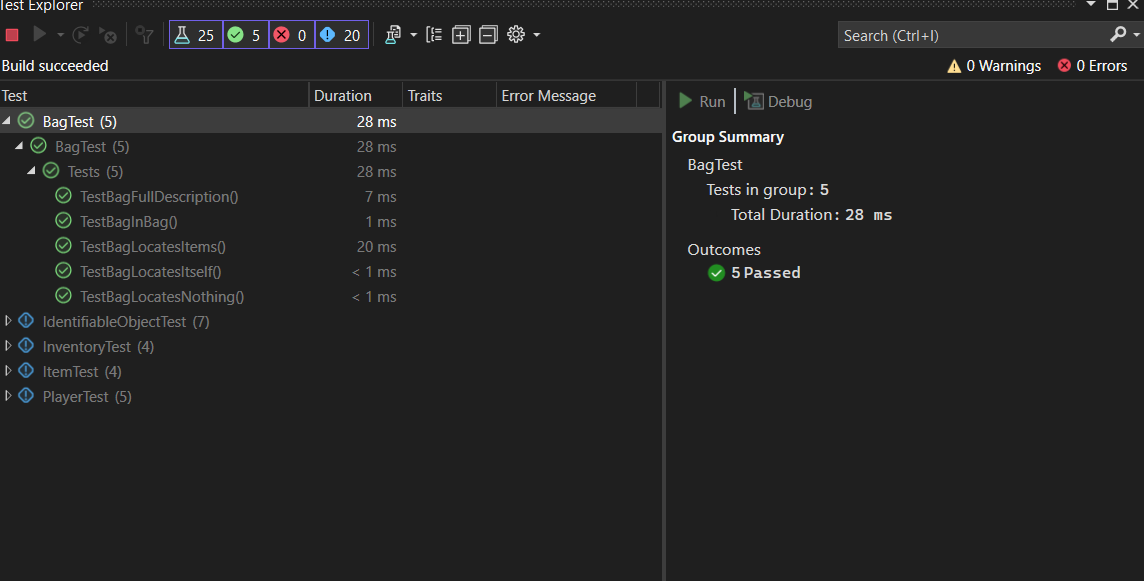 Test Explorer
25 5 0 20
Search (Ctrl+I)
Build succeeded
0 Warnings 0 Errors
Test Duration Traits Error Message
Run Debug
BagTest (5) 28 ms
BagTest (5) 28 ms
Tests (5) 28 ms
TestBagFullDescription() 7 ms
TestBagInBag() 1 ms
TestBagLocatesItems() 20 ms
TestBagLocatesItself() < 1 ms
TestBagLocatesNothing() < 1 ms
IdentifiableObjectTest (7)
InventoryTest (4)
ItemTest (4)
PlayerTest (5)
Group Summary
BagTest
Tests in group: 5
Total Duration: 28 ms
Outcomes
5 Passed